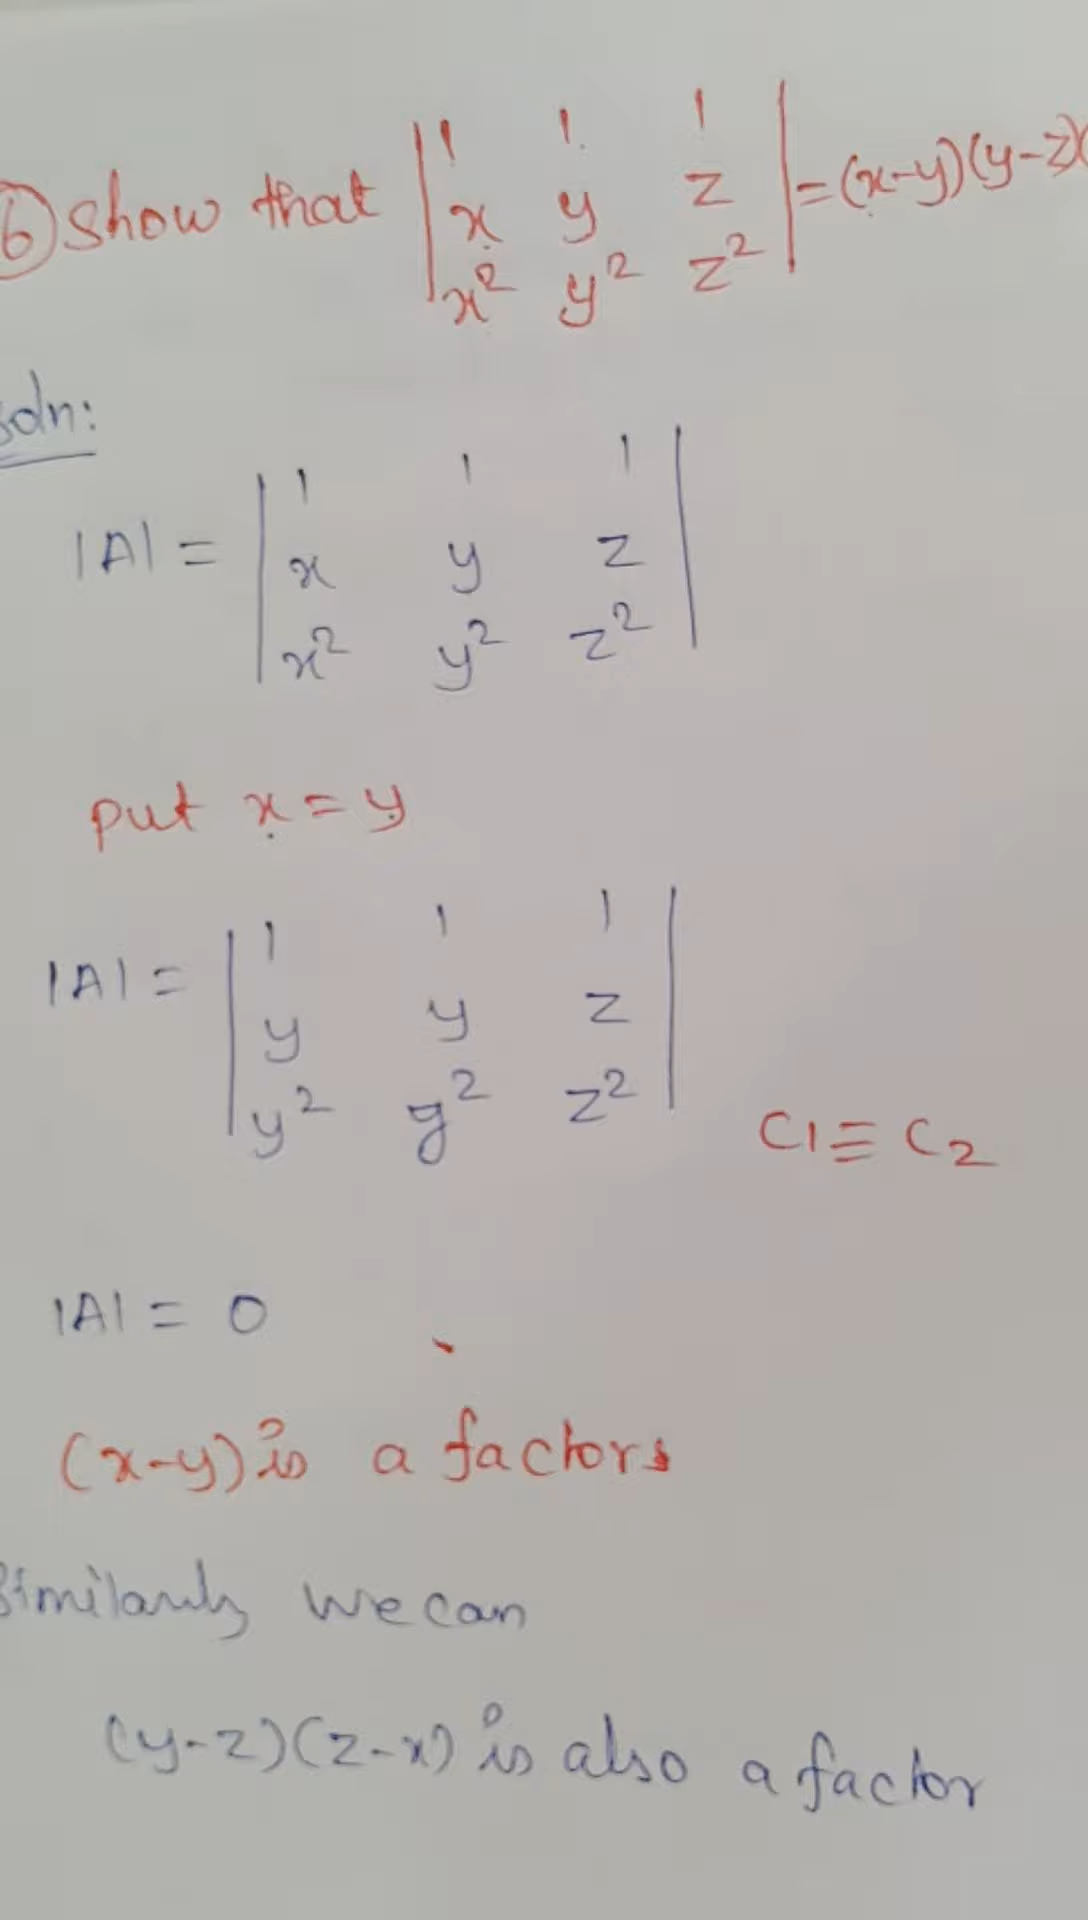 ⑥ show that | 1 1 1 | = (x-y)(y-z)(
x y z
x² y² z²
soln:
|A| = | 1 1 1 |
x y z
x² y² z²
put x = y
|A| = | 1 1 1 |
y y z
y² y² z²
C1 ≡ C2
|A| = 0
(x-y) is a factors
Similarly we can
(y-z)(z-x) is also a factor